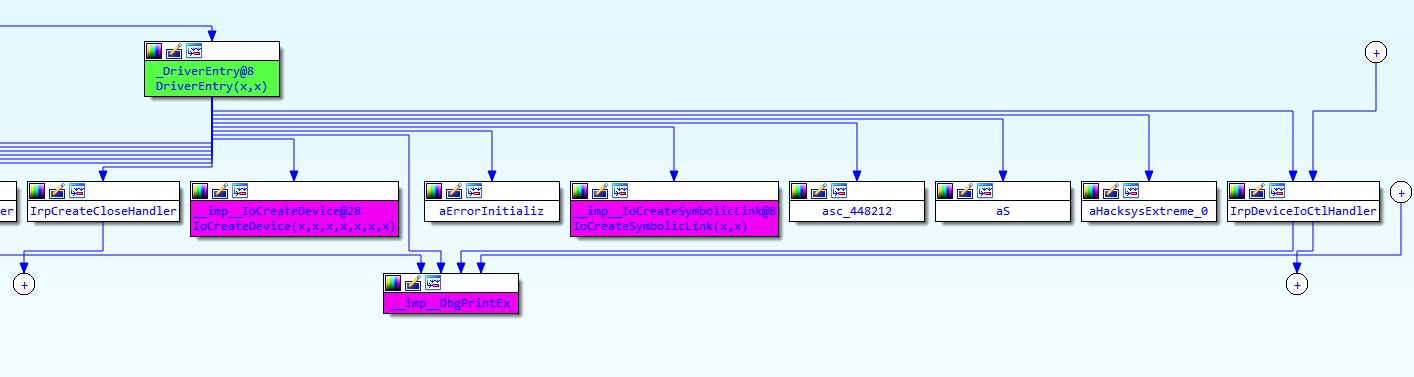 _DriverEntry@8
DriverEntry(x,x)
+
er
IrpCreateCloseHandler
__imp__IoCreateDevice@28
IoCreateDevice(x,x,x,x,x,x,x)
aErrorInitializ
__imp__IoCreateSymbolicLink@8
IoCreateSymbolicLink(x,x)
asc_448212
aS
aHacksysExtreme_0
IrpDeviceIoCtlHandler
+
+
__imp__DbgPrintEx
+